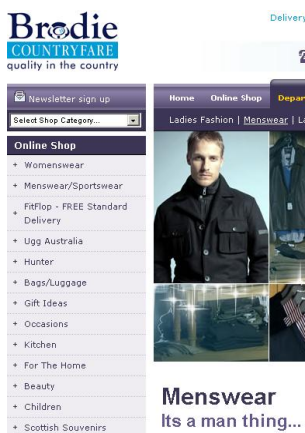 Brodie
COUNTRYFARE
quality in the country
Delivery
Newsletter sign up
Select Shop Category...
Home Online Shop Depar
Ladies Fashion | Menswear | La
Online Shop
+ Womenswear
+ Menswear/Sportswear
+ FitFlop - FREE Standard
Delivery
+ Ugg Australia
+ Hunter
+ Bags/Luggage
+ Gift Ideas
+ Occasions
+ Kitchen
+ For The Home
+ Beauty
+ Children
+ Scottish Souvenirs
Menswear
Its a man thing...